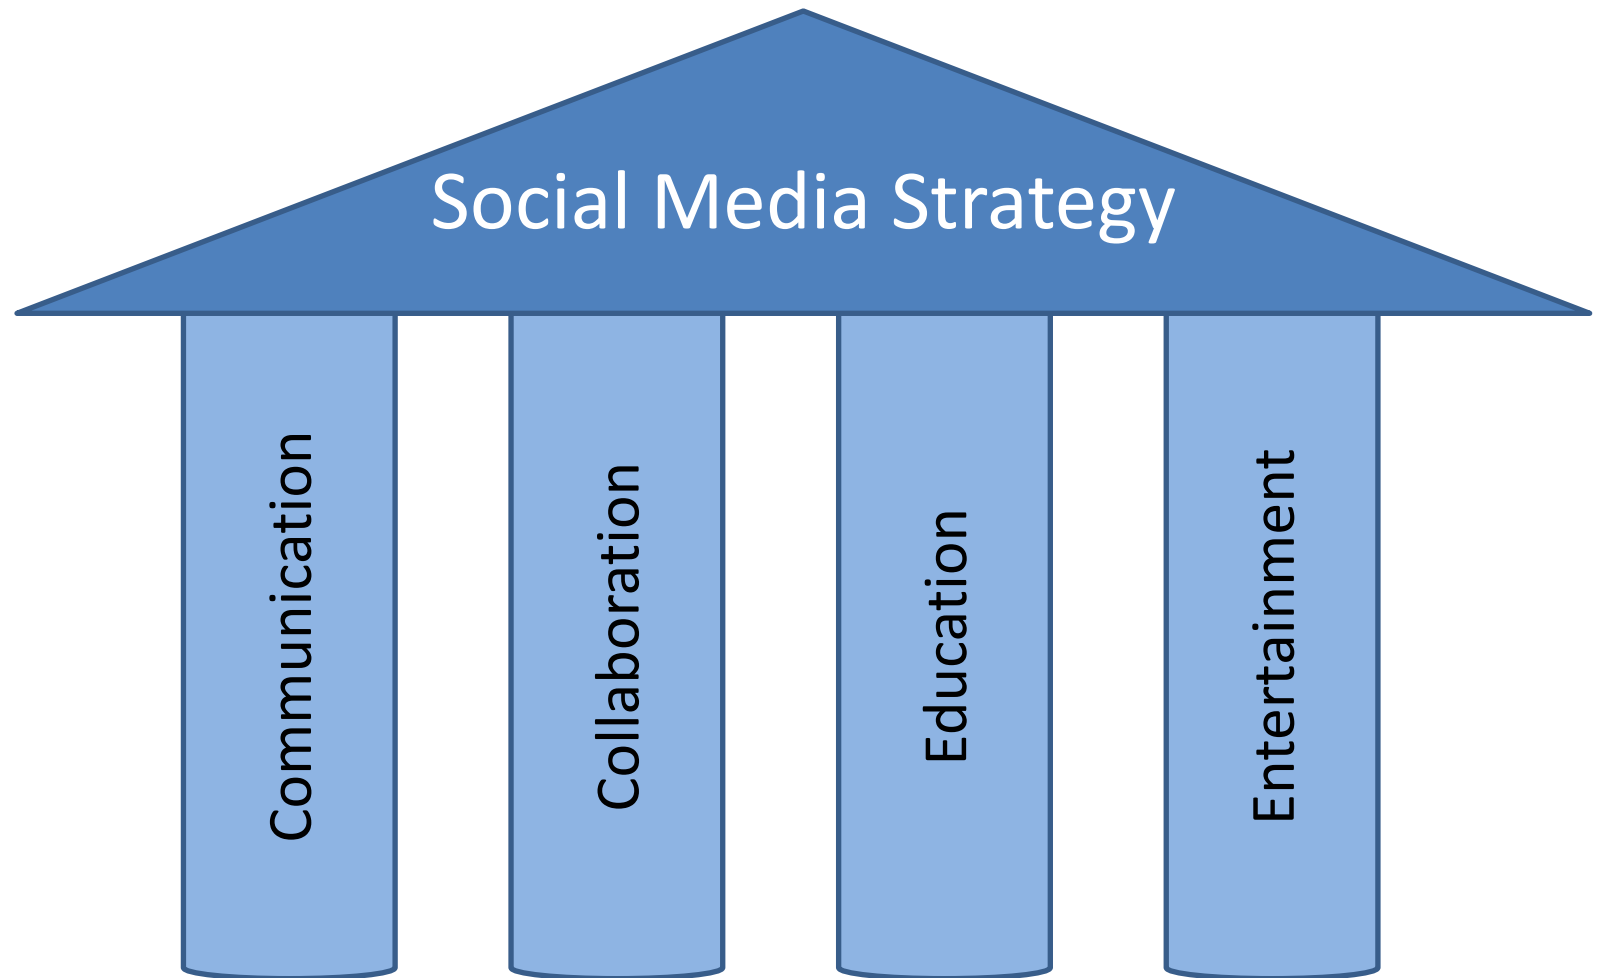 Social Media Strategy
Communication
Collaboration
Education
Entertainment